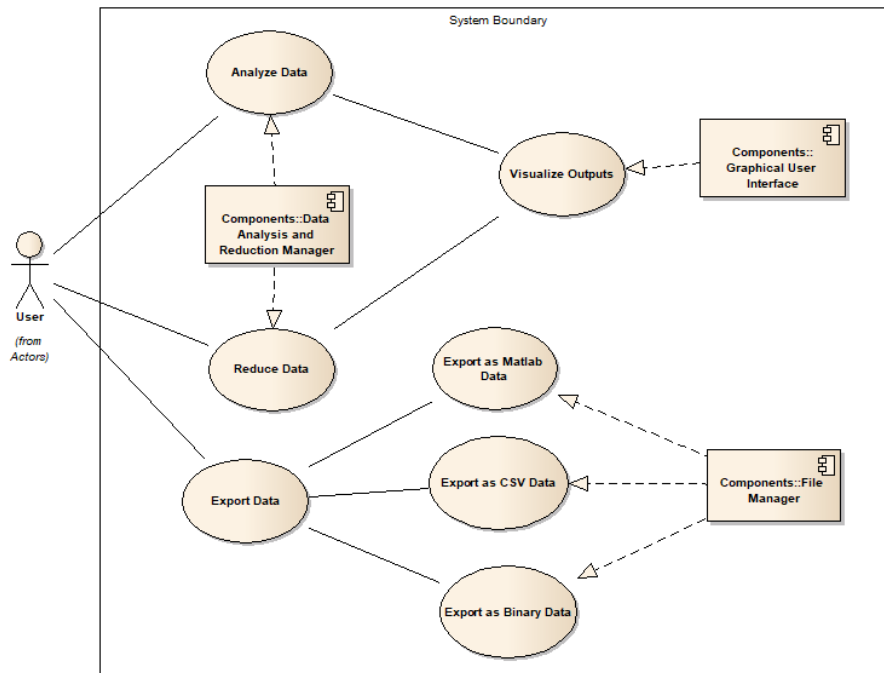 System Boundary
Analyze Data
Visualize Outputs
Components::
Graphical User
Interface
Components::Data
Analysis and
Reduction Manager
User
(from
Actors)
Reduce Data
Export as Matlab
Data
Export Data
Export as CSV Data
Components::File
Manager
Export as Binary Data